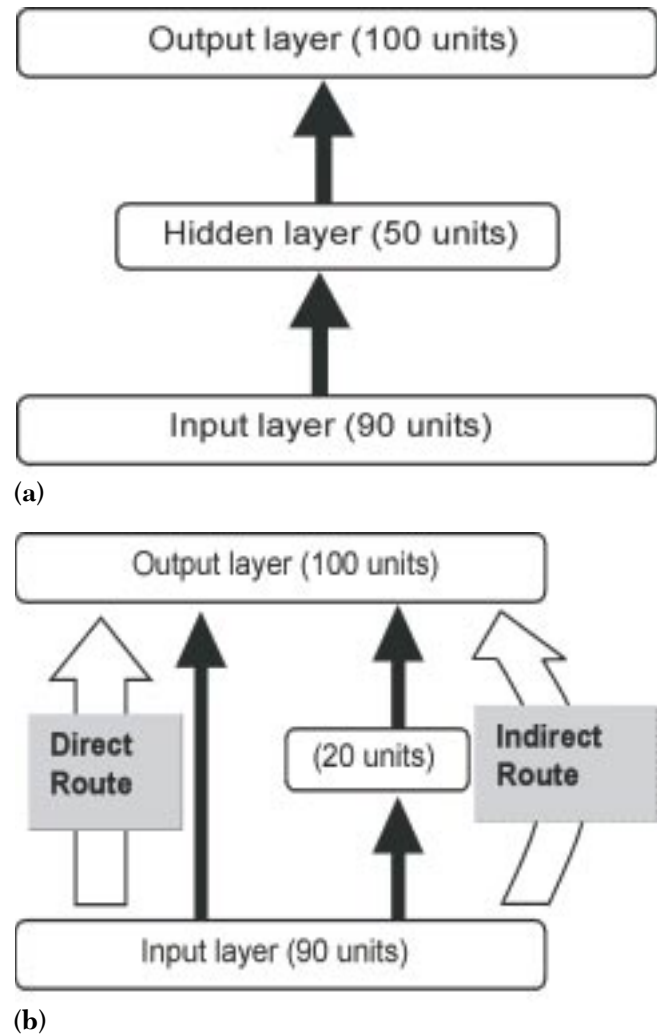 Output layer (100 units)
Hidden layer (50 units)
Input layer (90 units)
(a)
Output layer (100 units)
Direct
Route
(20 units)
Indirect
Route
Input layer (90 units)
(b)